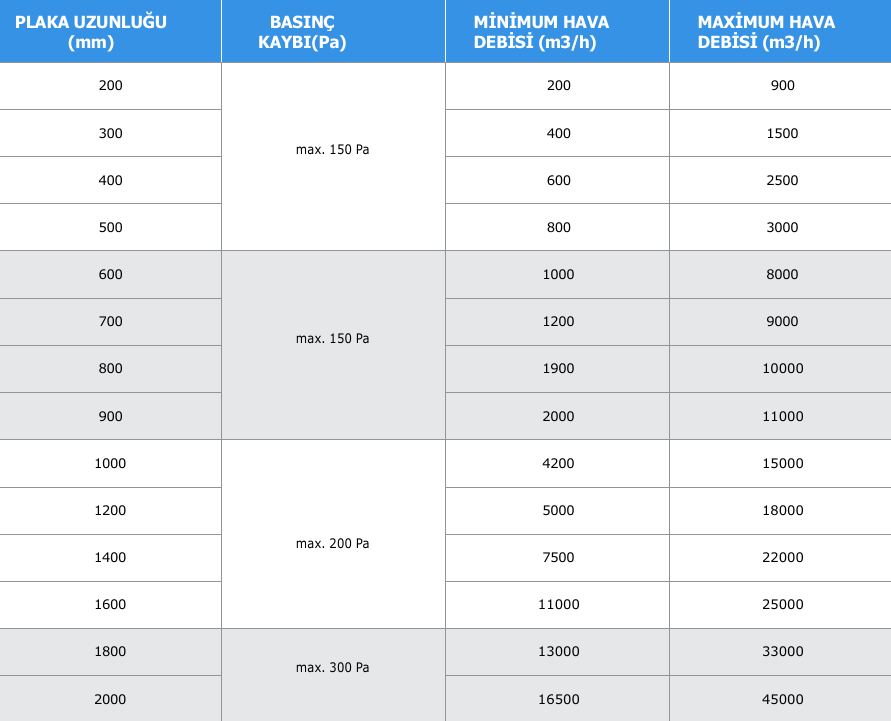 PLAKA UZUNLUĞU (mm) BASINÇ KAYBI(Pa) MİNİMUM HAVA DEBİSİ (m3/h) MAXİMUM HAVA DEBİSİ (m3/h)
200 200 900
300 400 1500
max. 150 Pa
400 600 2500
500 800 3000
600 1000 8000
700 1200 9000
max. 150 Pa
800 1900 10000
900 2000 11000
1000 4200 15000
1200 5000 18000
max. 200 Pa
1400 7500 22000
1600 11000 25000
1800 13000 33000
max. 300 Pa
2000 16500 45000